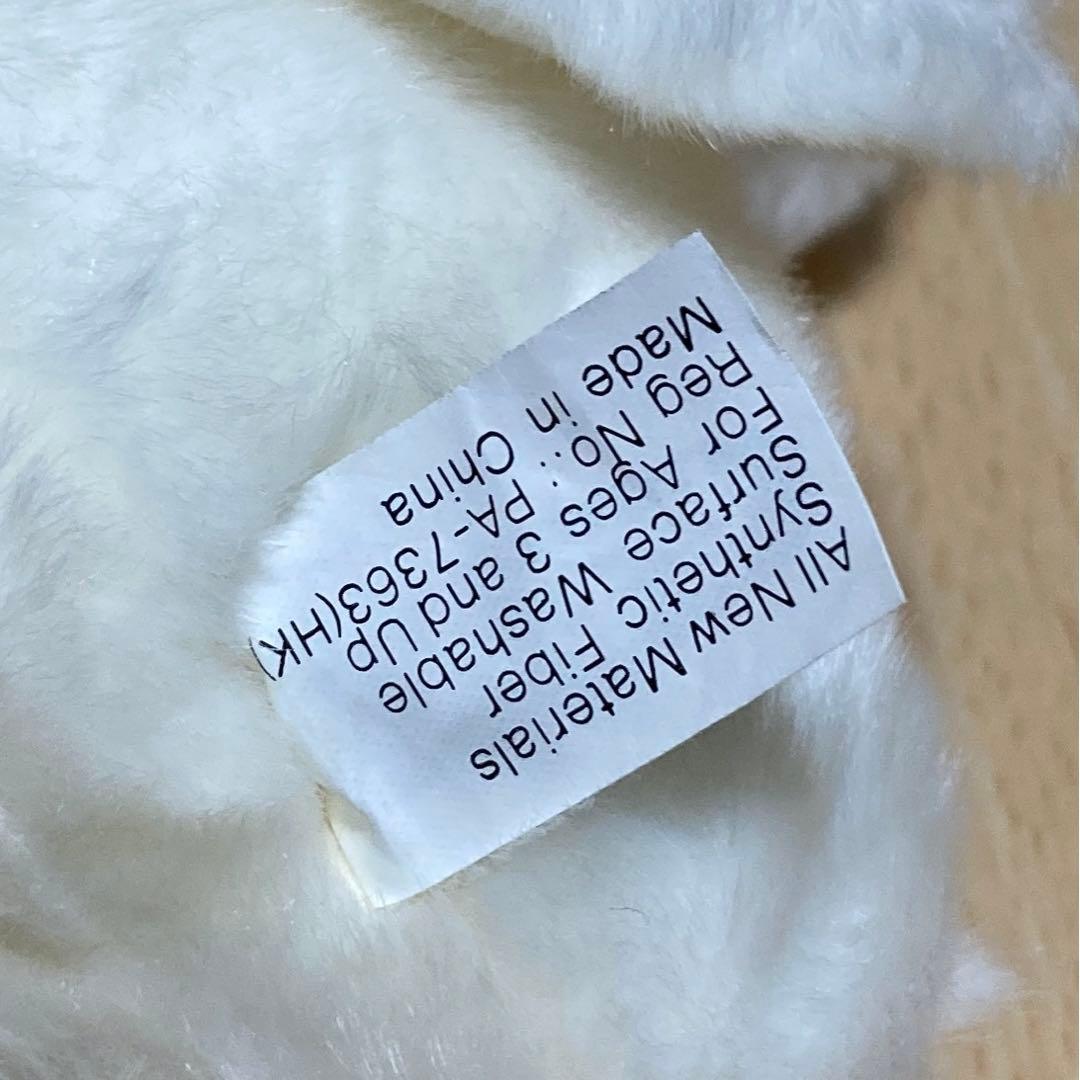 All New Materials
Synthetic Fiber
Surface Washable
For Ages 3 and Up
Reg No.: PA-7363(HK)
Made in China